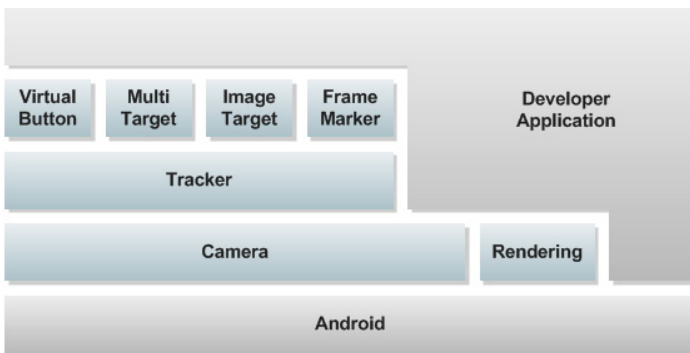 Virtual
Button
Multi
Target
Image
Target
Frame
Marker
Developer
Application
Tracker
Camera
Rendering
Android